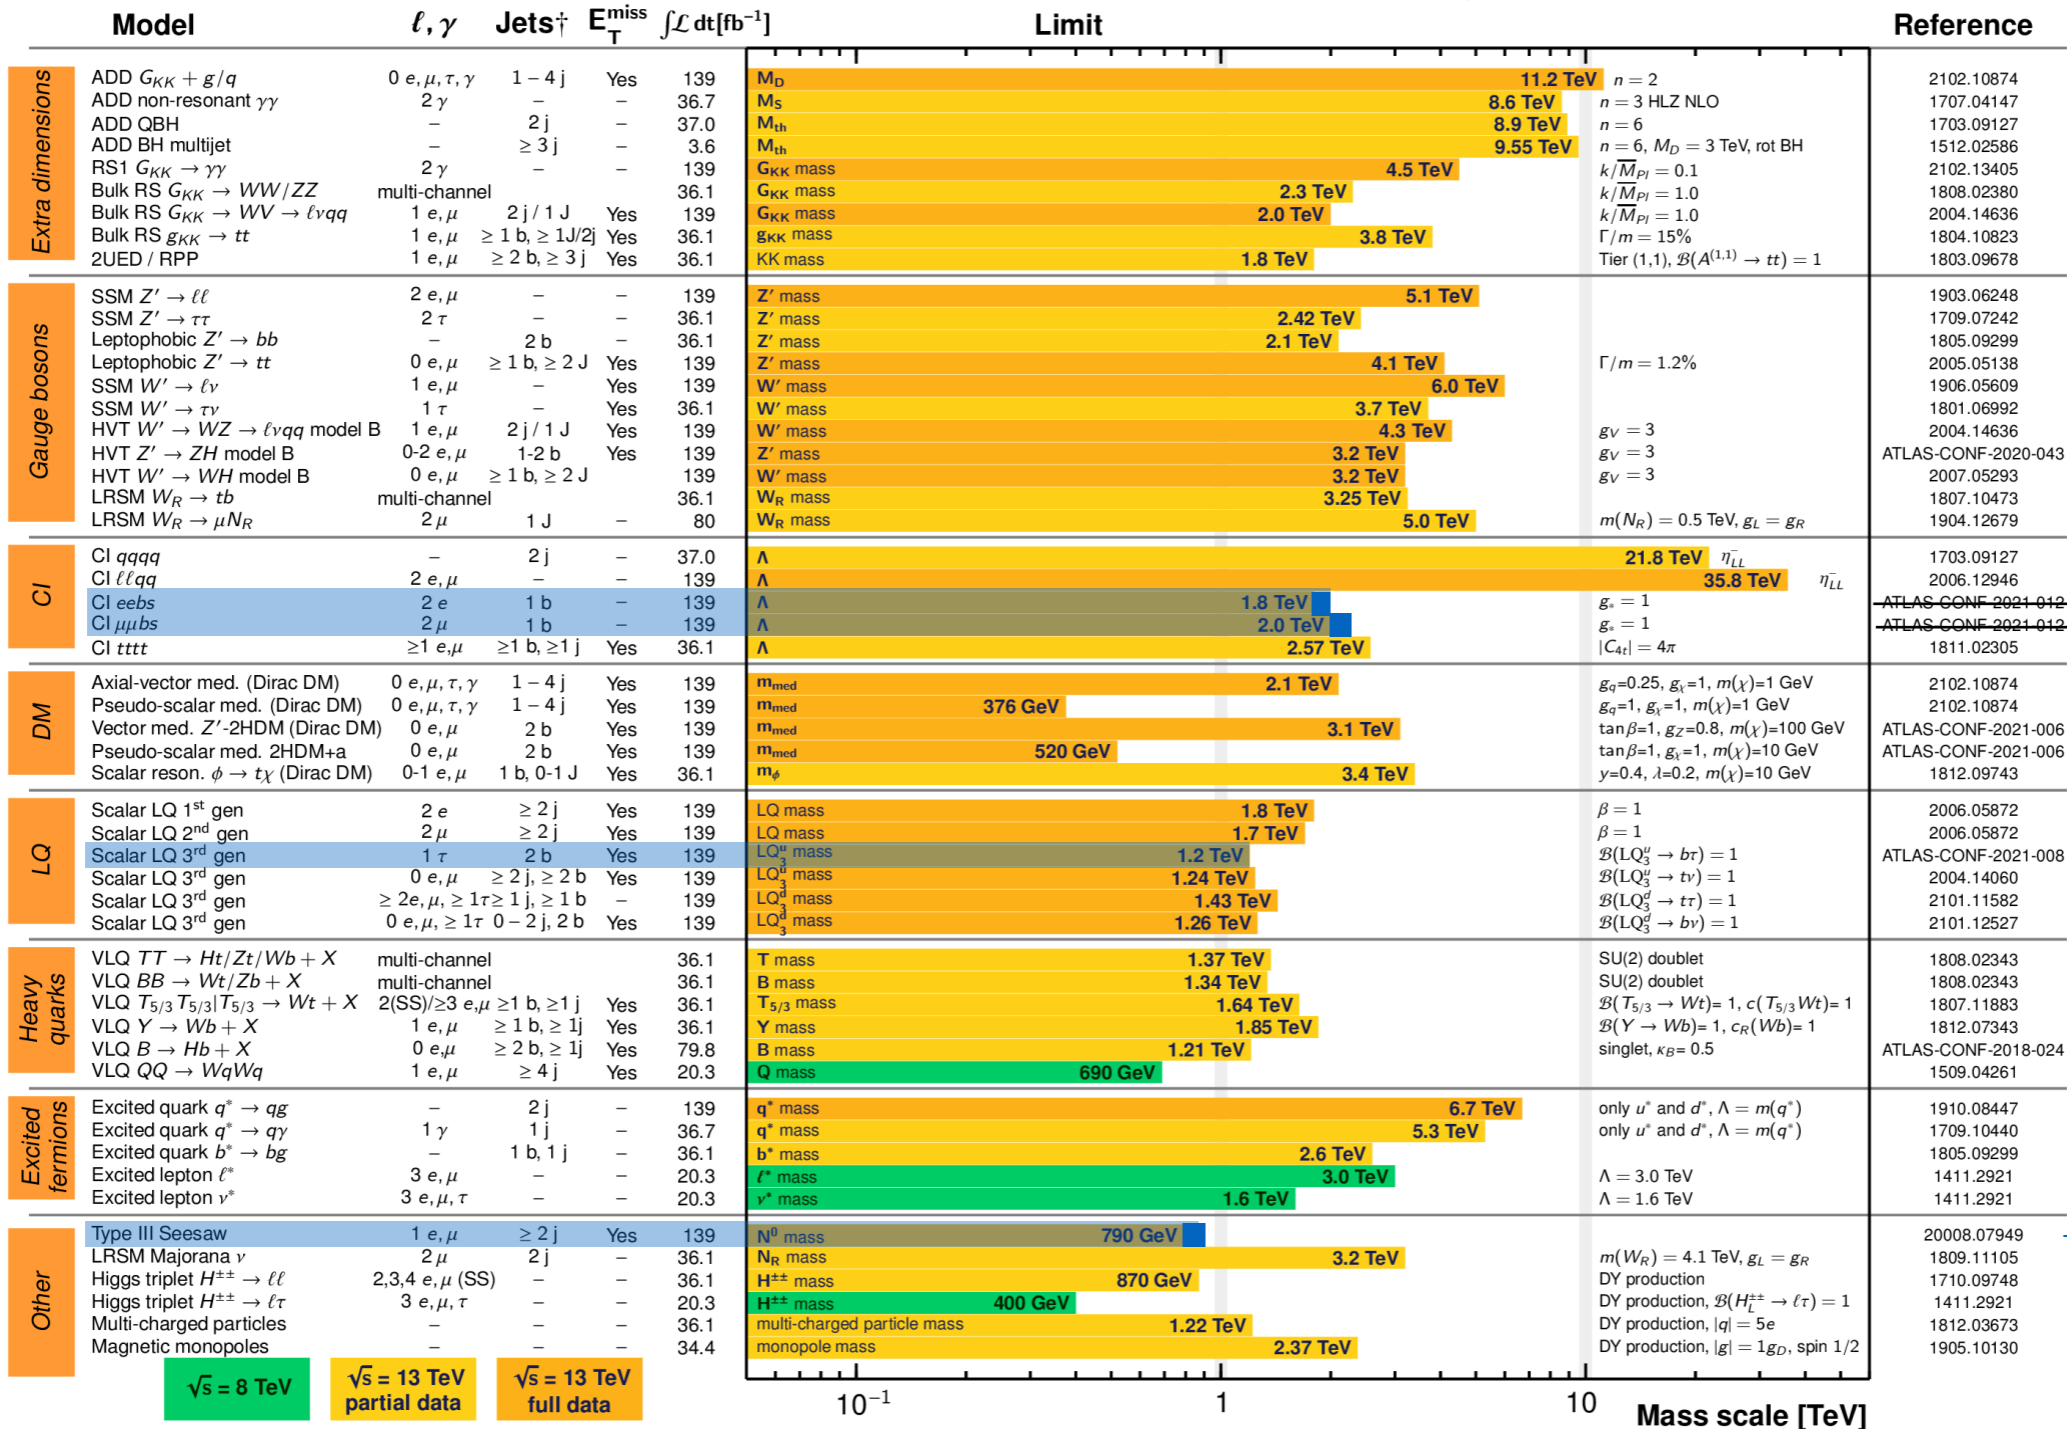 Model ℓ, γ Jets† E_T^miss ∫ℒ dt[fb⁻¹] Limit Reference
Extra dimensions
ADD G_KK + g/q 0 e, μ, τ, γ 1 − 4 j Yes 139 M_D 11.2 TeV n = 2 2102.10874
ADD non-resonant γγ 2 γ − − 36.7 M_S 8.6 TeV n = 3 HLZ NLO 1707.04147
ADD QBH − 2 j − 37.0 M_th 8.9 TeV n = 6 1703.09127
ADD BH multijet − ≥ 3 j − 3.6 M_th 9.55 TeV n = 6, M_D = 3 TeV, rot BH 1512.02586
RS1 G_KK → γγ 2 γ − − 139 G_KK mass 4.5 TeV k/M̅_Pl = 0.1 2102.13405
Bulk RS G_KK → WW/ZZ multi-channel 36.1 G_KK mass 2.3 TeV k/M̅_Pl = 1.0 1808.02380
Bulk RS G_KK → WV → ℓνqq 1 e, μ 2 j / 1 J Yes 139 G_KK mass 2.0 TeV k/M̅_Pl = 1.0 2004.14636
Bulk RS g_KK → tt 1 e, μ ≥ 1 b, ≥ 1J/2j Yes 36.1 g_KK mass 3.8 TeV Γ/m = 15% 1804.10823
2UED / RPP 1 e, μ ≥ 2 b, ≥ 3 j Yes 36.1 KK mass 1.8 TeV Tier (1,1), ℬ(A^(1,1) → tt) = 1 1803.09678
Gauge bosons
SSM Z′ → ℓℓ 2 e, μ − − 139 Z′ mass 5.1 TeV 1903.06248
SSM Z′ → ττ 2 τ − − 36.1 Z′ mass 2.42 TeV 1709.07242
Leptophobic Z′ → bb − 2 b − 36.1 Z′ mass 2.1 TeV 1805.09299
Leptophobic Z′ → tt 0 e, μ ≥ 1 b, ≥ 2 J Yes 139 Z′ mass 4.1 TeV Γ/m = 1.2% 2005.05138
SSM W′ → ℓν 1 e, μ − Yes 139 W′ mass 6.0 TeV 1906.05609
SSM W′ → τν 1 τ − Yes 36.1 W′ mass 3.7 TeV 1801.06992
HVT W′ → WZ → ℓνqq model B 1 e, μ 2 j / 1 J Yes 139 W′ mass 4.3 TeV g_V = 3 2004.14636
HVT Z′ → ZH model B 0-2 e, μ 1-2 b Yes 139 Z′ mass 3.2 TeV g_V = 3 ATLAS-CONF-2020-043
HVT W′ → WH model B 0 e, μ ≥ 1 b, ≥ 2 J 139 W′ mass 3.2 TeV g_V = 3 2007.05293
LRSM W_R → tb multi-channel 36.1 W_R mass 3.25 TeV 1807.10473
LRSM W_R → μN_R 2 μ 1 J − 80 W_R mass 5.0 TeV m(N_R) = 0.5 TeV, g_L = g_R 1904.12679
CI
CI qqqq − 2 j − 37.0 Λ 21.8 TeV η⁻_LL 1703.09127
CI ℓℓqq 2 e, μ − − 139 Λ 35.8 TeV η⁻_LL 2006.12946
CI eebs 2 e 1 b − 139 Λ 1.8 TeV g_* = 1 ATLAS-CONF-2021-012
CI μμbs 2 μ 1 b − 139 Λ 2.0 TeV g_* = 1 ATLAS-CONF-2021-012
CI tttt ≥1 e,μ ≥1 b, ≥1 j Yes 36.1 Λ 2.57 TeV |C_4t| = 4π 1811.02305
DM
Axial-vector med. (Dirac DM) 0 e, μ, τ, γ 1 − 4 j Yes 139 m_med 2.1 TeV g_q=0.25, g_χ=1, m(χ)=1 GeV 2102.10874
Pseudo-scalar med. (Dirac DM) 0 e, μ, τ, γ 1 − 4 j Yes 139 m_med 376 GeV g_q=1, g_χ=1, m(χ)=1 GeV 2102.10874
Vector med. Z′-2HDM (Dirac DM) 0 e, μ 2 b Yes 139 m_med 3.1 TeV tan β=1, g_Z=0.8, m(χ)=100 GeV ATLAS-CONF-2021-006
Pseudo-scalar med. 2HDM+a 0 e, μ 2 b Yes 139 m_med 520 GeV tan β=1, g_χ=1, m(χ)=10 GeV ATLAS-CONF-2021-006
Scalar reson. φ → tχ (Dirac DM) 0-1 e, μ 1 b, 0-1 J Yes 36.1 m_φ 3.4 TeV y=0.4, λ=0.2, m(χ)=10 GeV 1812.09743
LQ
Scalar LQ 1st gen 2 e ≥ 2 j Yes 139 LQ mass 1.8 TeV β = 1 2006.05872
Scalar LQ 2nd gen 2 μ ≥ 2 j Yes 139 LQ mass 1.7 TeV β = 1 2006.05872
Scalar LQ 3rd gen 1 τ 2 b Yes 139 LQ₃ᵘ mass 1.2 TeV ℬ(LQ₃ᵘ → bτ) = 1 ATLAS-CONF-2021-008
Scalar LQ 3rd gen 0 e, μ ≥ 2 j, ≥ 2 b Yes 139 LQ₃ᵘ mass 1.24 TeV ℬ(LQ₃ᵘ → tν) = 1 2004.14060
Scalar LQ 3rd gen ≥ 2e, μ, ≥ 1τ ≥ 1 j, ≥ 1 b − 139 LQ₃ᵈ mass 1.43 TeV ℬ(LQ₃ᵈ → tτ) = 1 2101.11582
Scalar LQ 3rd gen 0 e, μ, ≥ 1τ 0 − 2 j, 2 b Yes 139 LQ₃ᵈ mass 1.26 TeV ℬ(LQ₃ᵈ → bν) = 1 2101.12527
Heavy quarks
VLQ TT → Ht/Zt/Wb + X multi-channel 36.1 T mass 1.37 TeV SU(2) doublet 1808.02343
VLQ BB → Wt/Zb + X multi-channel 36.1 B mass 1.34 TeV SU(2) doublet 1808.02343
VLQ T_5/3 T_5/3|T_5/3 → Wt + X 2(SS)/≥3 e,μ ≥1 b, ≥1 j Yes 36.1 T_5/3 mass 1.64 TeV ℬ(T_5/3 → Wt)= 1, c(T_5/3 Wt)= 1 1807.11883
VLQ Y → Wb + X 1 e, μ ≥ 1 b, ≥ 1j Yes 36.1 Y mass 1.85 TeV ℬ(Y → Wb)= 1, c_R(Wb)= 1 1812.07343
VLQ B → Hb + X 0 e,μ ≥ 2 b, ≥ 1j Yes 79.8 B mass 1.21 TeV singlet, κ_B= 0.5 ATLAS-CONF-2018-024
VLQ QQ → WqWq 1 e, μ ≥ 4 j Yes 20.3 Q mass 690 GeV 1509.04261
Excited fermions
Excited quark q* → qg − 2 j − 139 q* mass 6.7 TeV only u* and d*, Λ = m(q*) 1910.08447
Excited quark q* → qγ 1 γ 1 j − 36.7 q* mass 5.3 TeV only u* and d*, Λ = m(q*) 1709.10440
Excited quark b* → bg − 1 b, 1 j − 36.1 b* mass 2.6 TeV 1805.09299
Excited lepton ℓ* 3 e, μ − − 20.3 ℓ* mass 3.0 TeV Λ = 3.0 TeV 1411.2921
Excited lepton ν* 3 e, μ, τ − − 20.3 ν* mass 1.6 TeV Λ = 1.6 TeV 1411.2921
Other
Type III Seesaw 1 e, μ ≥ 2 j Yes 139 N⁰ mass 790 GeV 20008.07949
LRSM Majorana ν 2 μ 2 j − 36.1 N_R mass 3.2 TeV m(W_R) = 4.1 TeV, g_L = g_R 1809.11105
Higgs triplet H±± → ℓℓ 2,3,4 e, μ (SS) − − 36.1 H±± mass 870 GeV DY production 1710.09748
Higgs triplet H±± → ℓτ 3 e, μ, τ − − 20.3 H±± mass 400 GeV DY production, ℬ(H_L±± → ℓτ) = 1 1411.2921
Multi-charged particles − − − 36.1 multi-charged particle mass 1.22 TeV DY production, |q| = 5e 1812.03673
Magnetic monopoles − − − 34.4 monopole mass 2.37 TeV DY production, |g| = 1g_D, spin 1/2 1905.10130
√s = 8 TeV
√s = 13 TeV
partial data
√s = 13 TeV
full data
10⁻¹ 1 10
Mass scale [TeV]